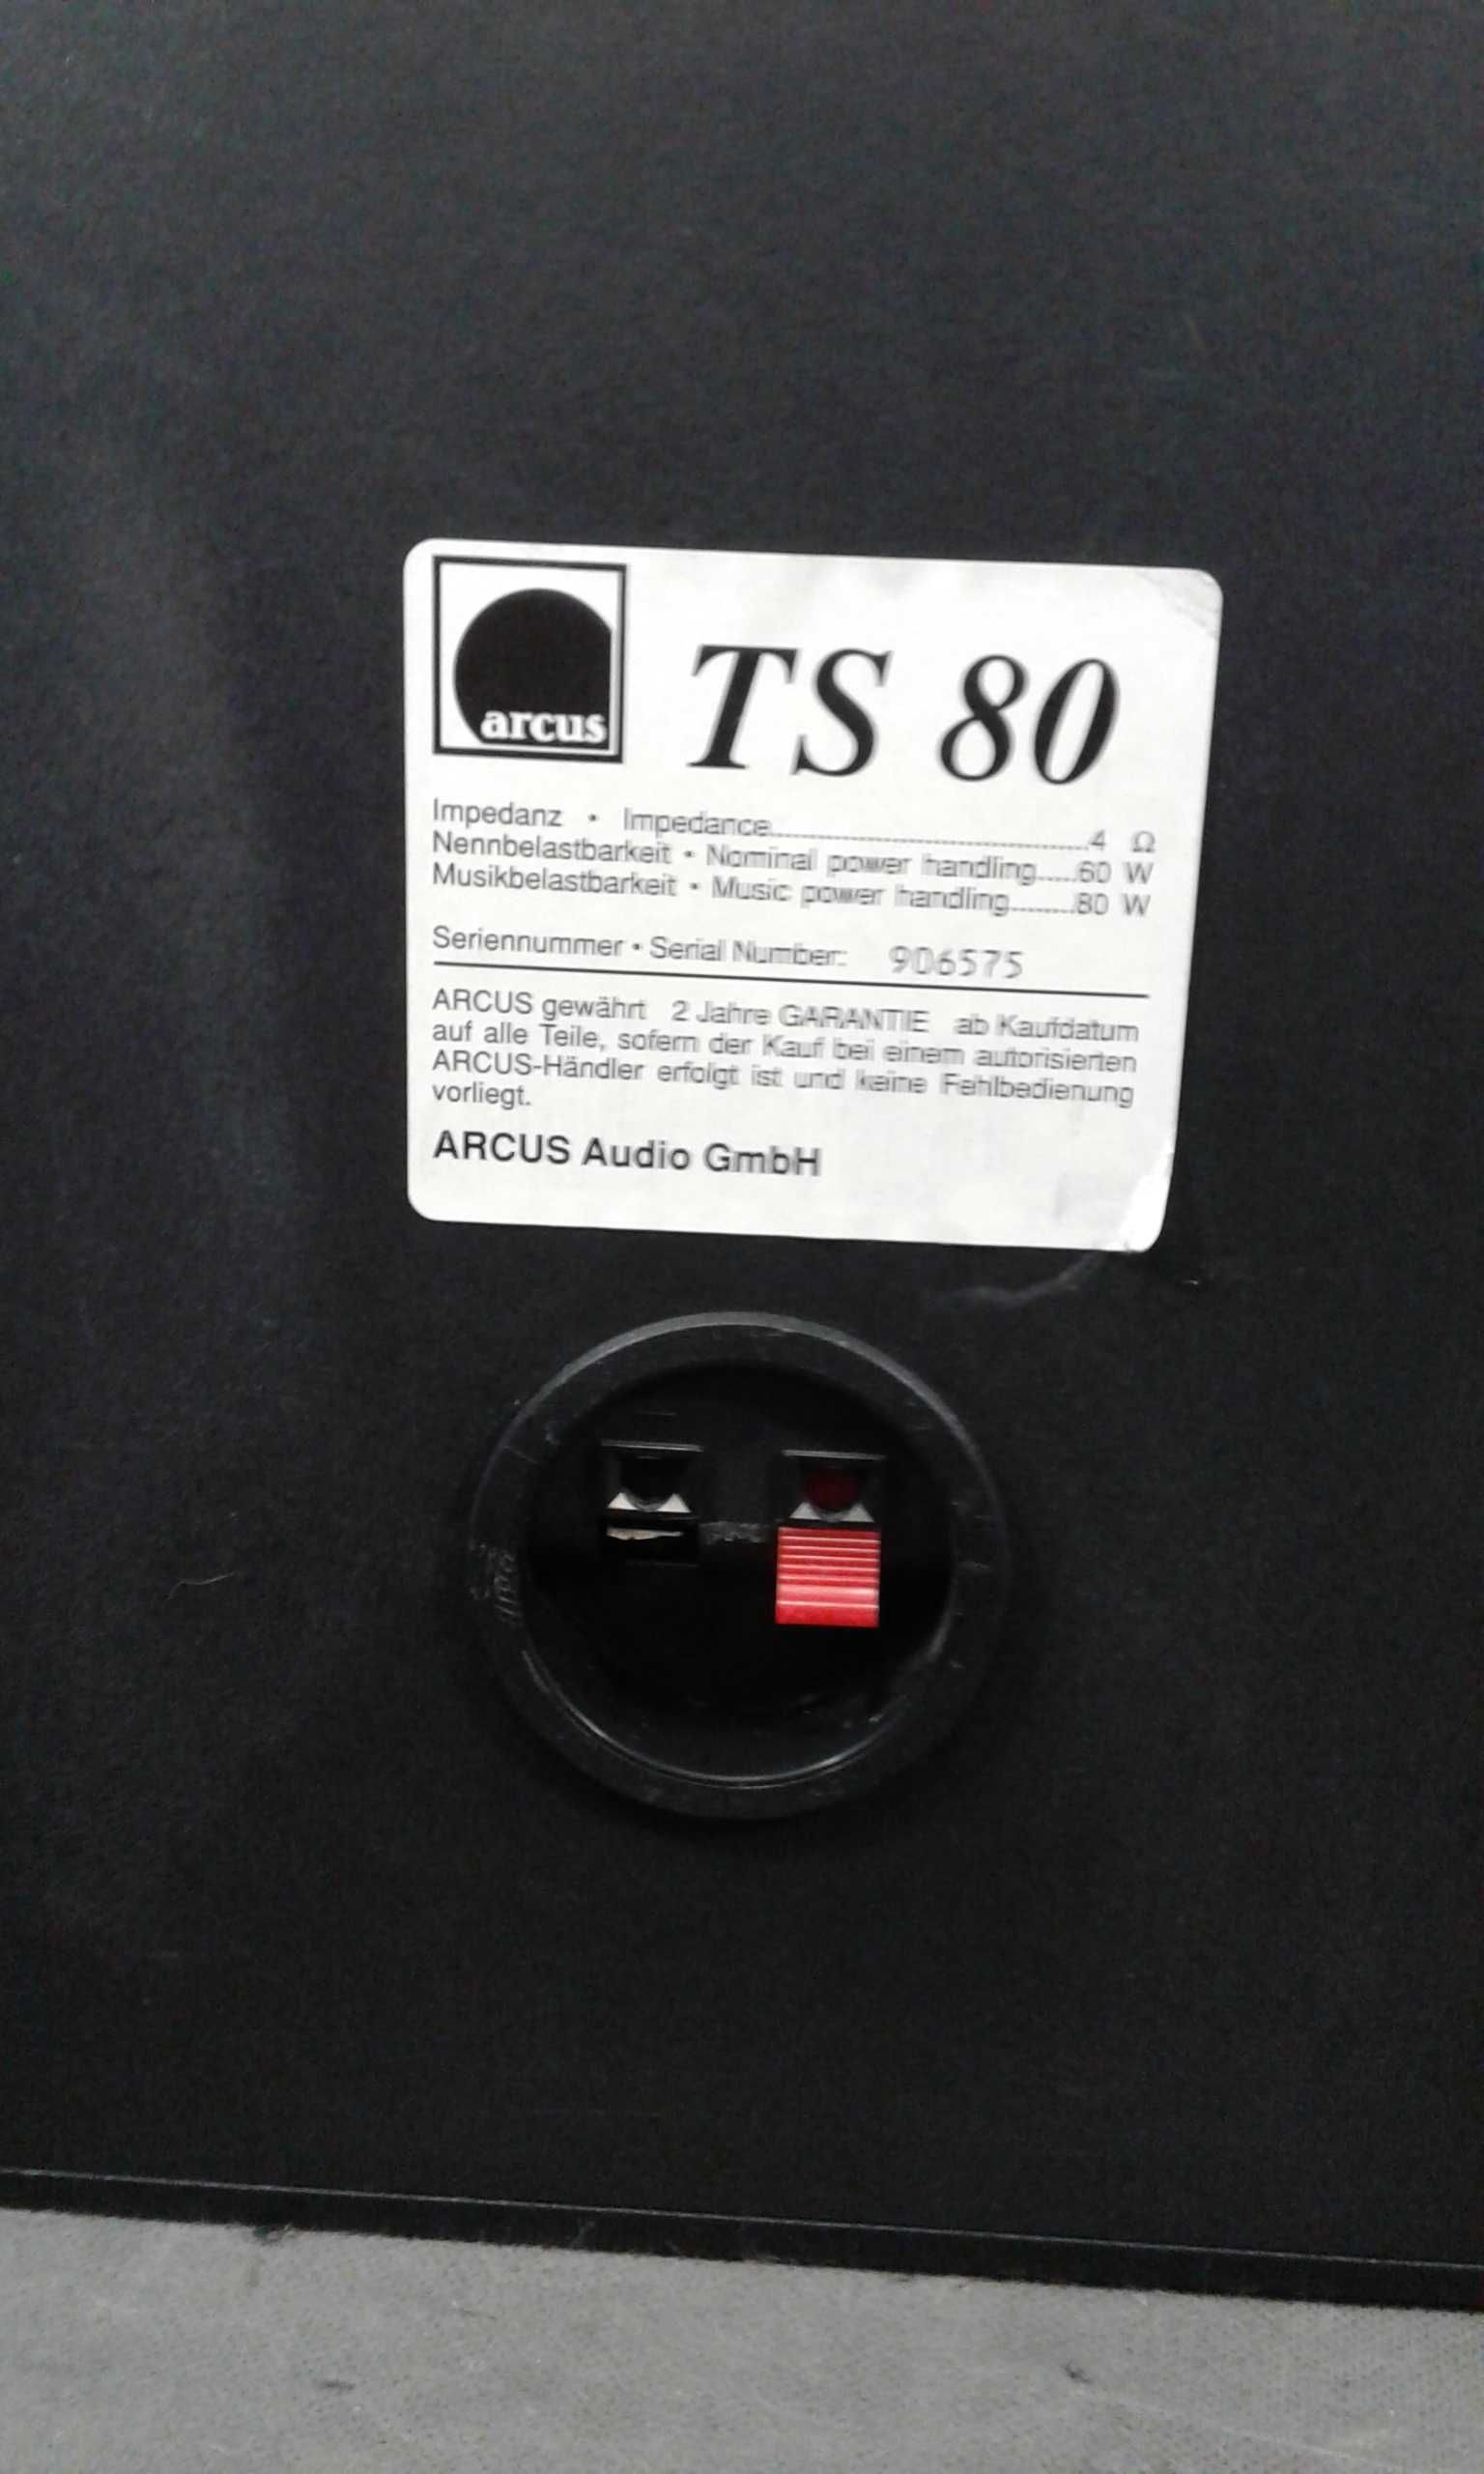 arcus
TS 80
Impedanz • Impedance..............................4 Ω
Nennbelastbarkeit • Nominal power handling.....60 W
Musikbelastbarkeit • Music power handling.........80 W
Seriennummer • Serial Number: 906575
ARCUS gewährt 2 Jahre GARANTIE ab Kaufdatum
auf alle Teile, sofern der Kauf bei einem autorisierten
ARCUS-Händler erfolgt ist und keine Fehlbedienung
vorliegt.
ARCUS Audio GmbH